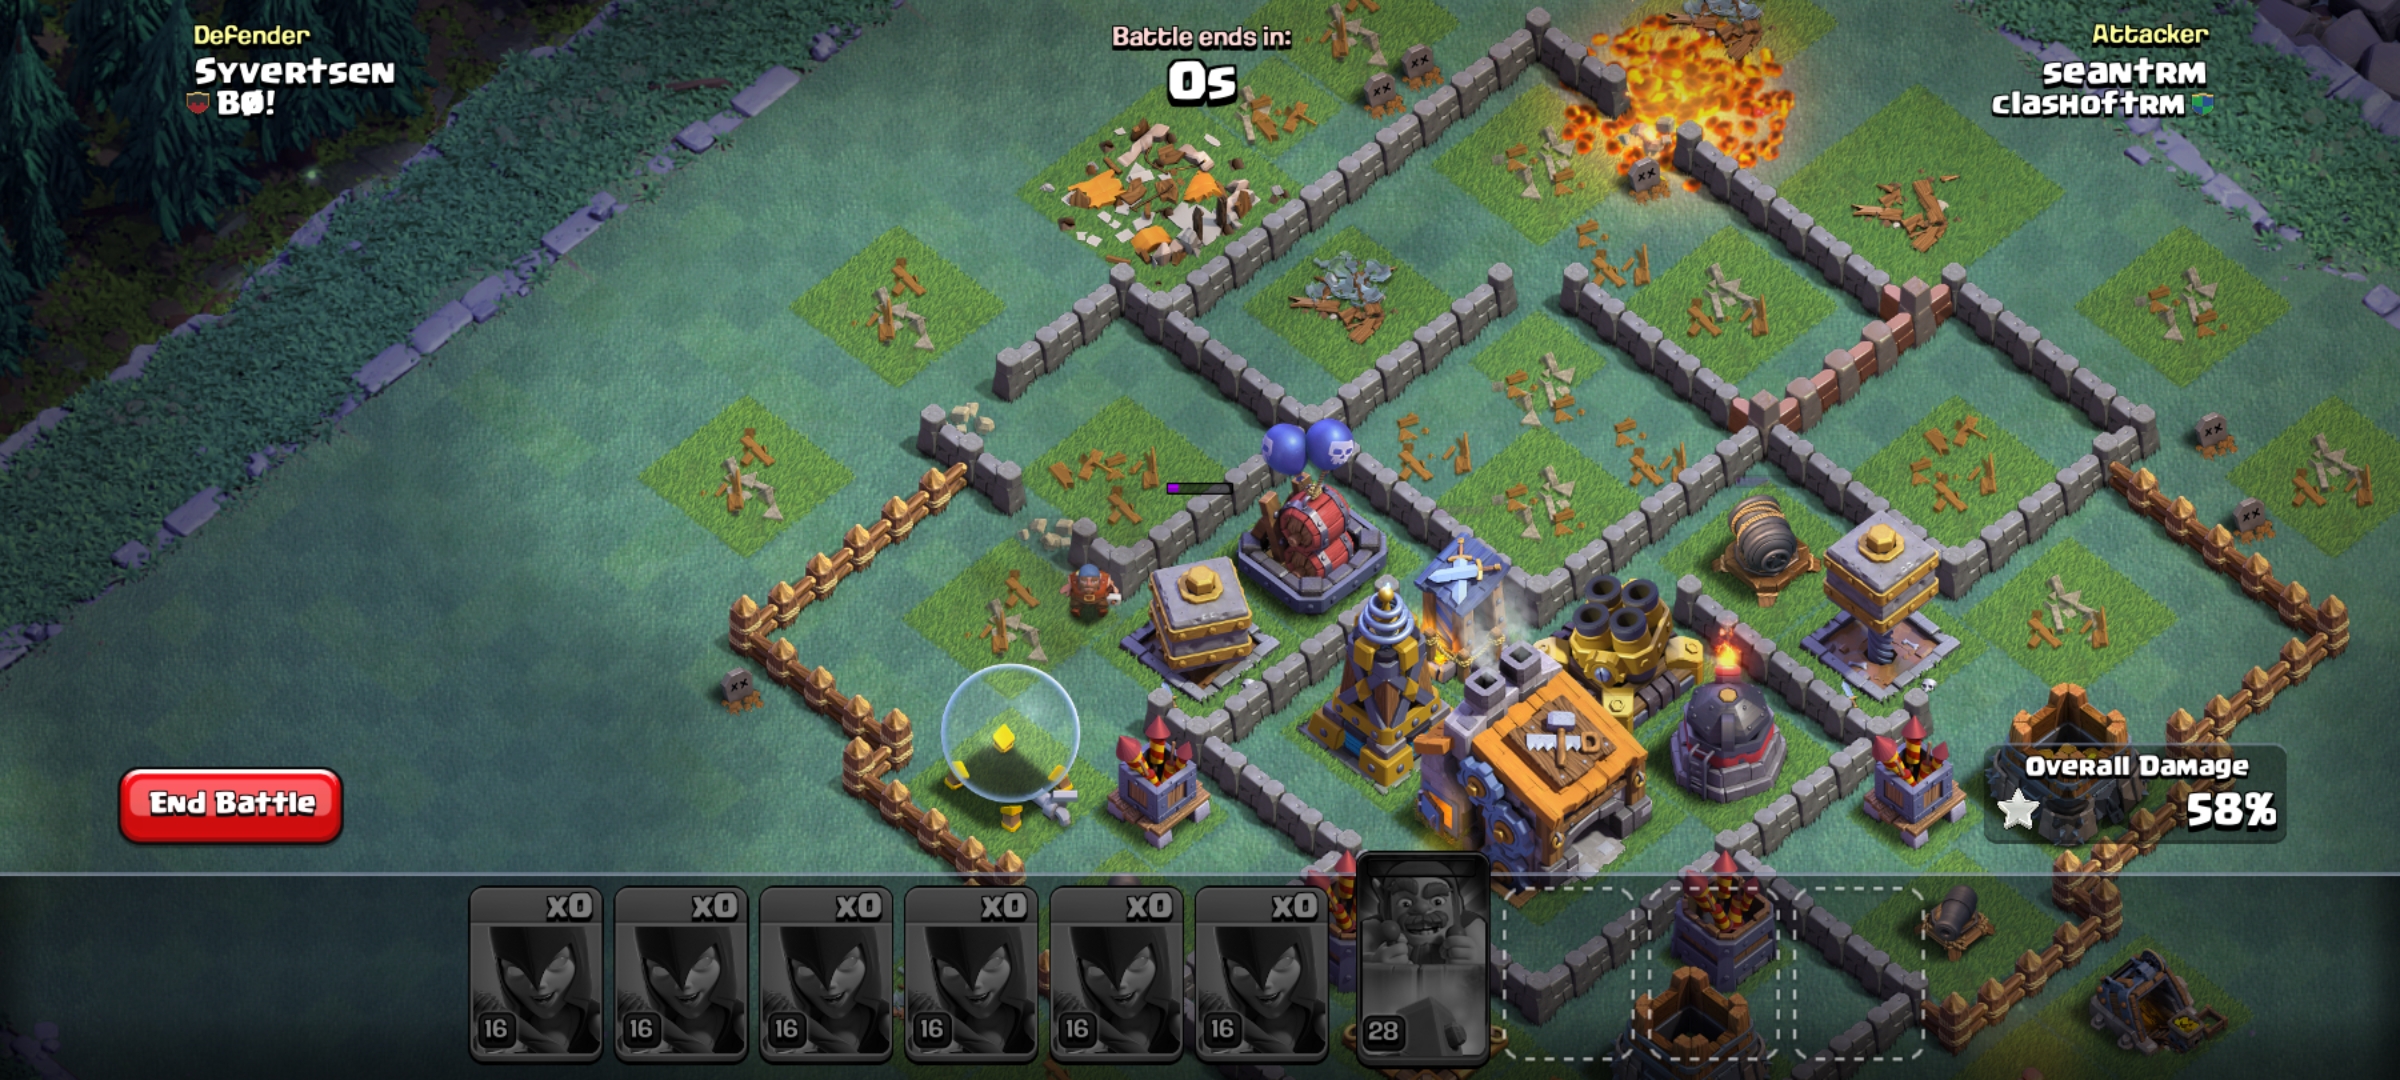 Defender
Syvertsen
BØ!
Battle ends in:
0s
Attacker
seantrm
clashoftrm
End Battle
Overall Damage
58%
x0 x0 x0 x0 x0 x0
16 16 16 16 16 16 28